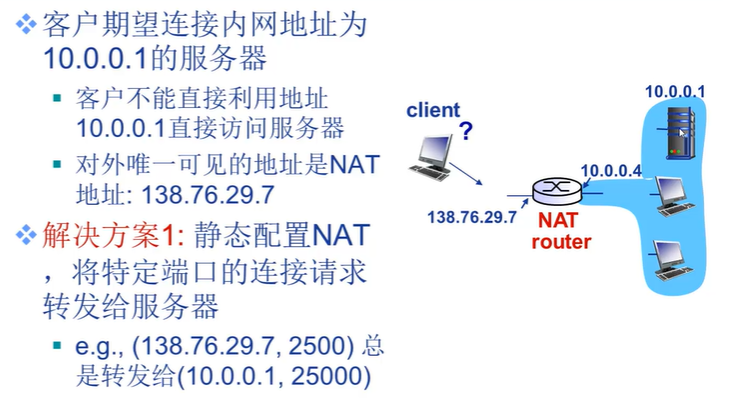 客户期望连接内网地址为
10.0.0.1的服务器
客户不能直接利用地址
10.0.0.1直接访问服务器
对外唯一可见的地址是NAT
地址: 138.76.29.7
解决方案1: 静态配置NAT
，将特定端口的连接请求
转发给服务器
e.g., (138.76.29.7, 2500) 总
是转发给(10.0.0.1, 25000)
client
?
10.0.0.1
10.0.0.4
138.76.29.7
NAT
router